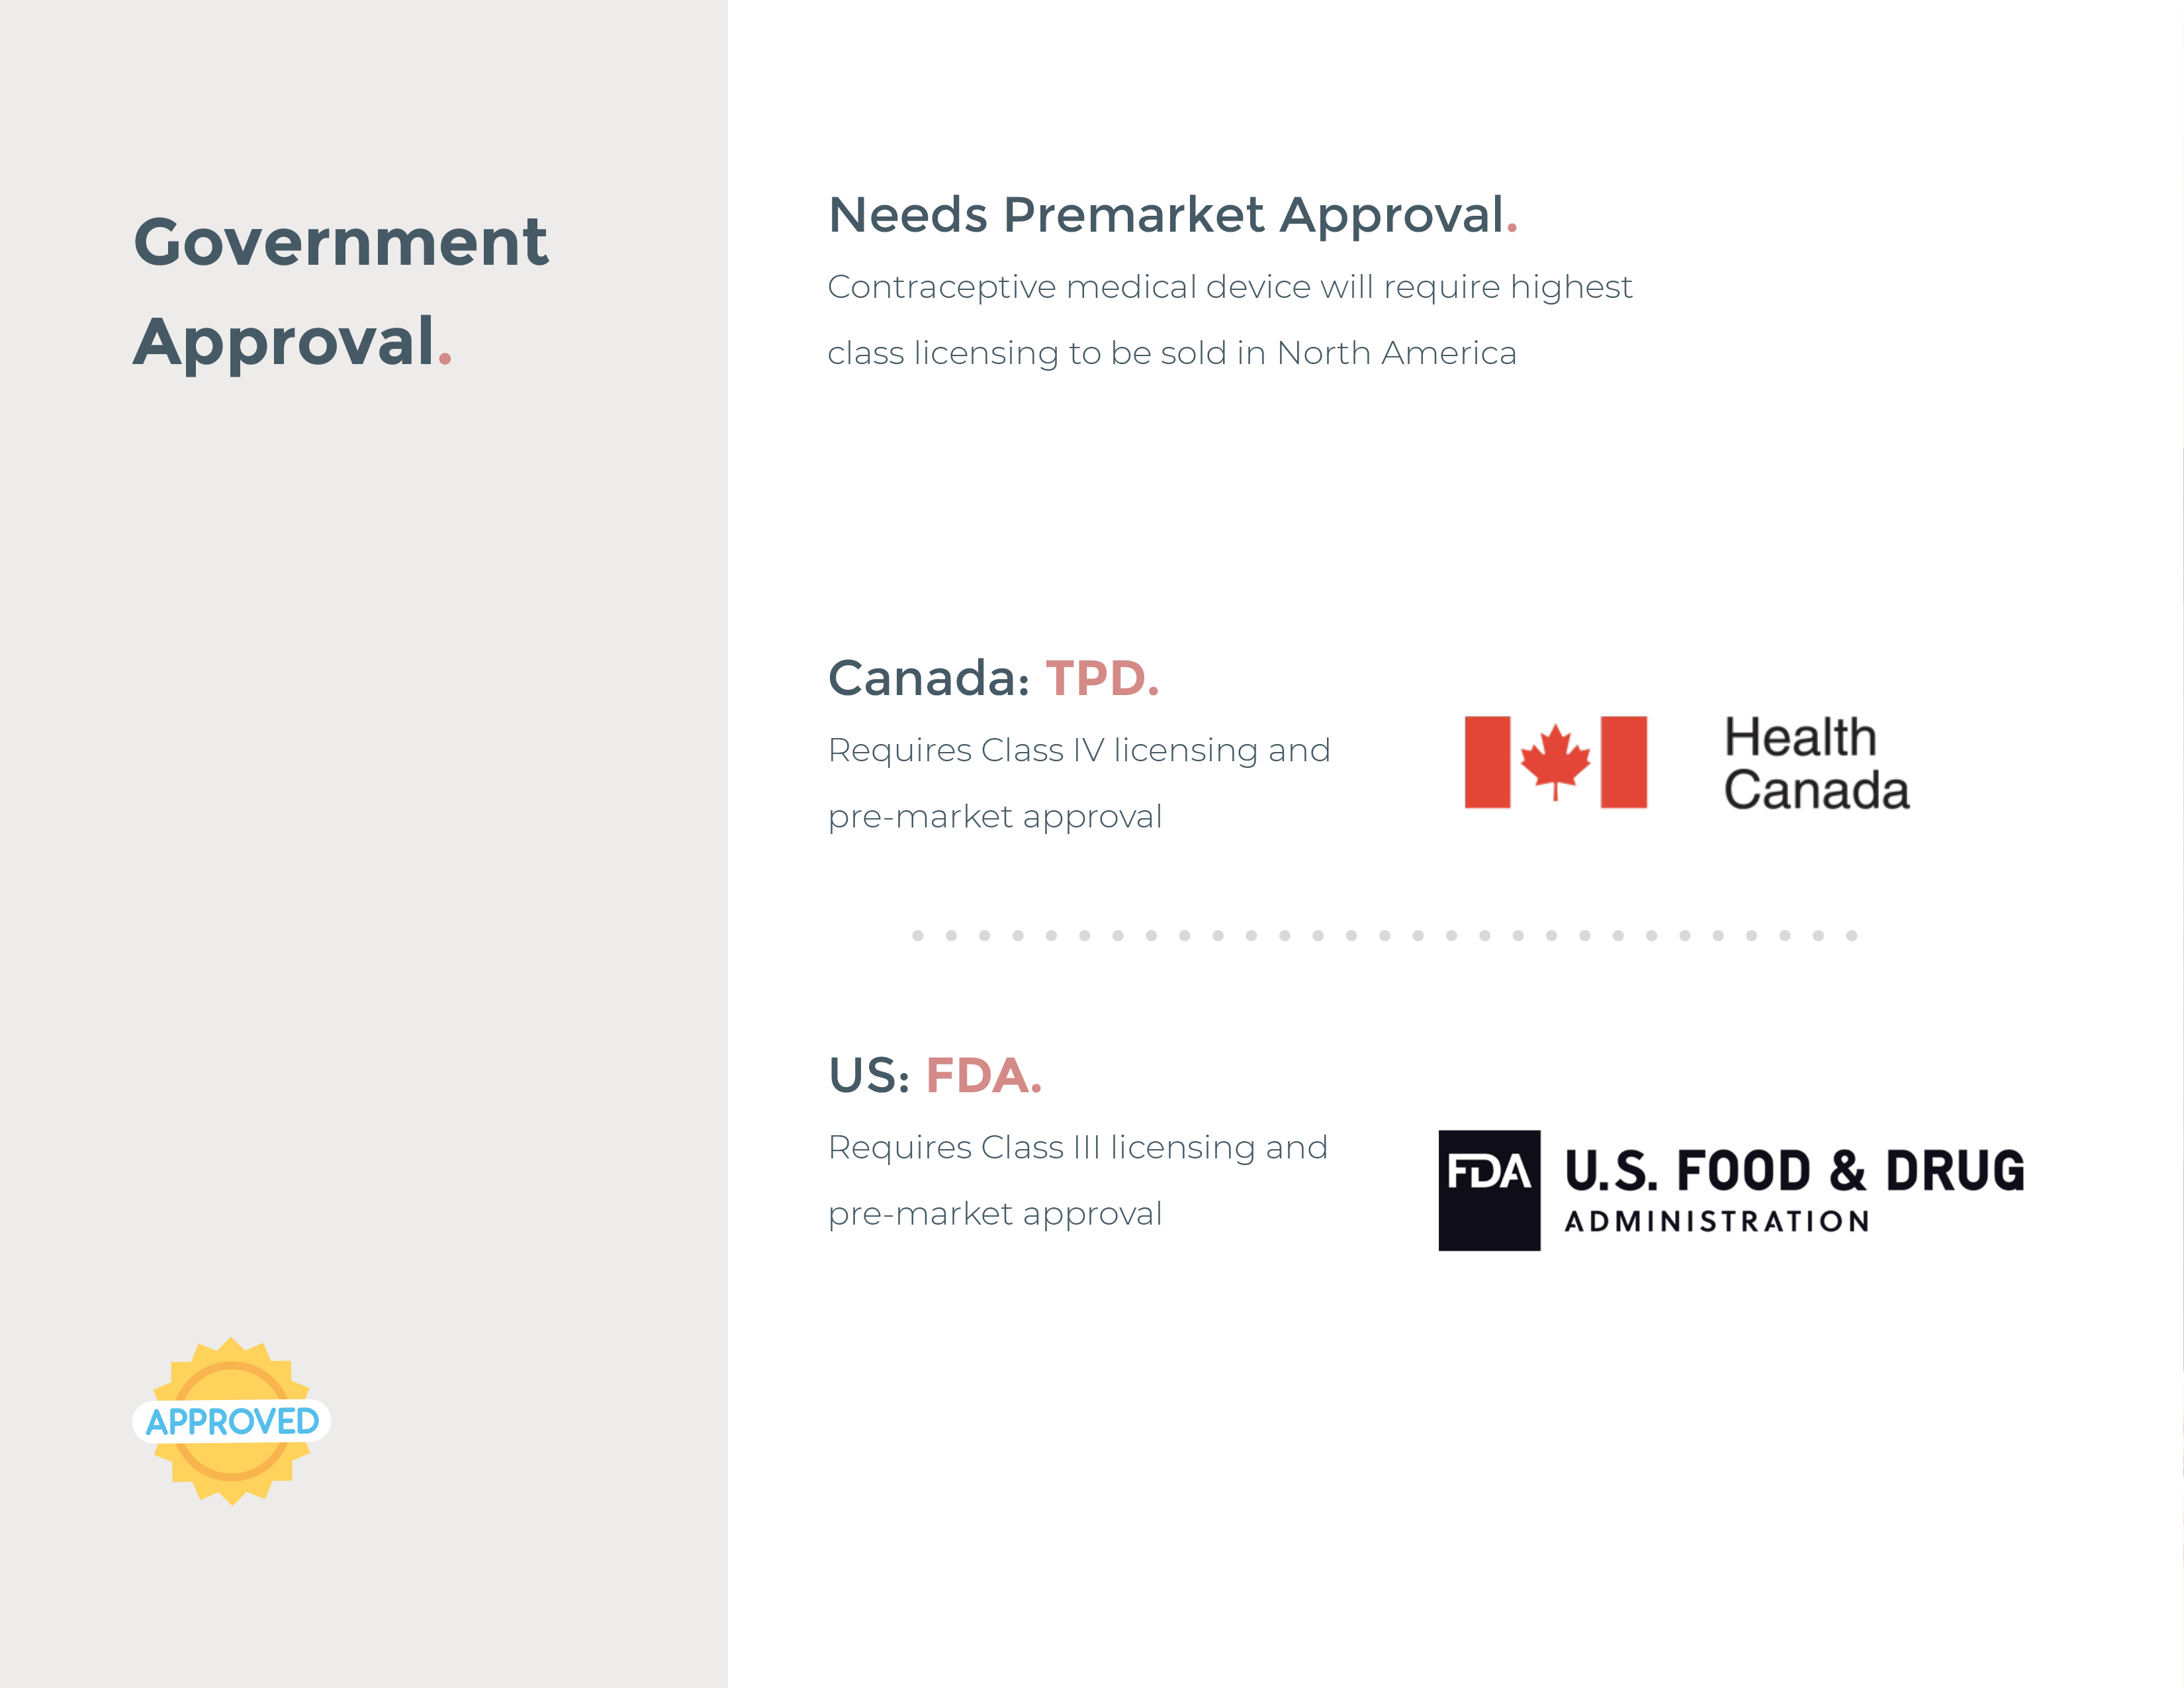 Government
Approval.
Needs Premarket Approval.
Contraceptive medical device will require highest
class licensing to be sold in North America
Canada: TPD.
Requires Class IV licensing and
pre-market approval
Health
Canada
US: FDA.
Requires Class III licensing and
pre-market approval
FDA
U.S. FOOD & DRUG
ADMINISTRATION
APPROVED